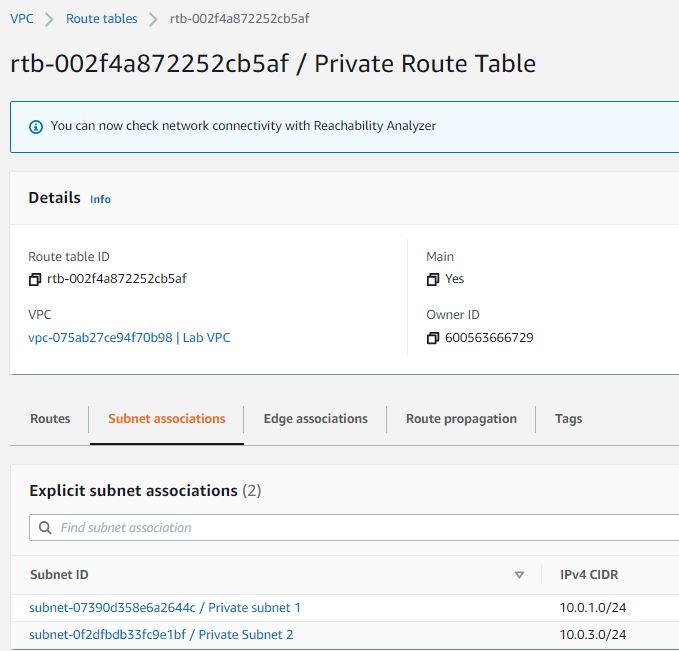 VPC > Route tables > rtb-002f4a872252cb5af
rtb-002f4a872252cb5af / Private Route Table
You can now check network connectivity with Reachability Analyzer
Details Info
Route table ID
rtb-002f4a872252cb5af
Main
Yes
VPC
vpc-075ab27ce94f70b98 | Lab VPC
Owner ID
600563666729
Routes Subnet associations Edge associations Route propagation Tags
Explicit subnet associations (2)
Find subnet association
Subnet ID IPv4 CIDR
subnet-07390d358e6a2644c / Private subnet 1 10.0.1.0/24
subnet-0f2dfbdb33fc9e1bf / Private Subnet 2 10.0.3.0/24